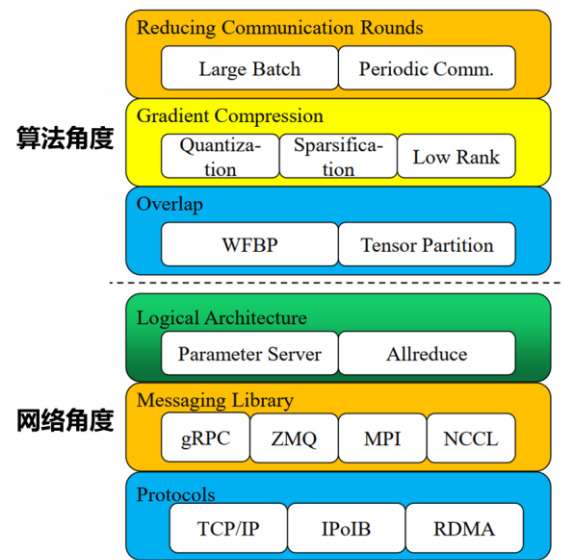 Reducing Communication Rounds
Large Batch
Periodic Comm.
算法角度
Gradient Compression
Quantiza-
tion
Sparsifica-
tion
Low Rank
Overlap
WFBP
Tensor Partition
Logical Architecture
Parameter Server
Allreduce
网络角度
Messaging Library
gRPC
ZMQ
MPI
NCCL
Protocols
TCP/IP
IPoIB
RDMA